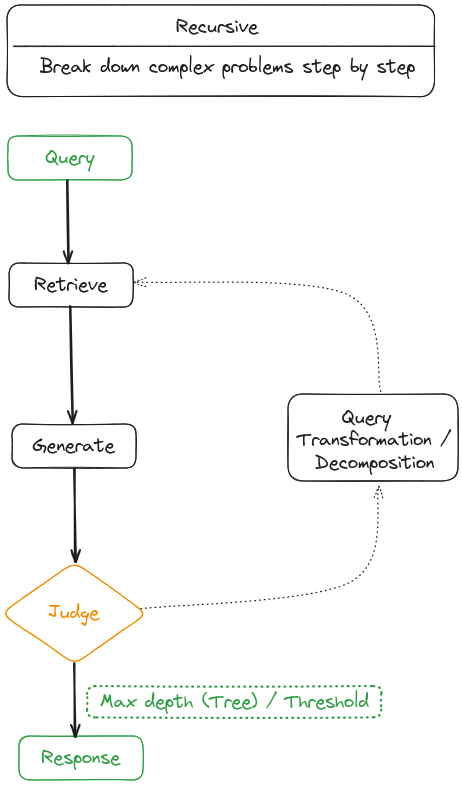 Recursive
Break down complex problems step by step
Query
Retrieve
Generate
Query
Transformation /
Decomposition
Judge
Max depth (Tree) / Threshold
Response